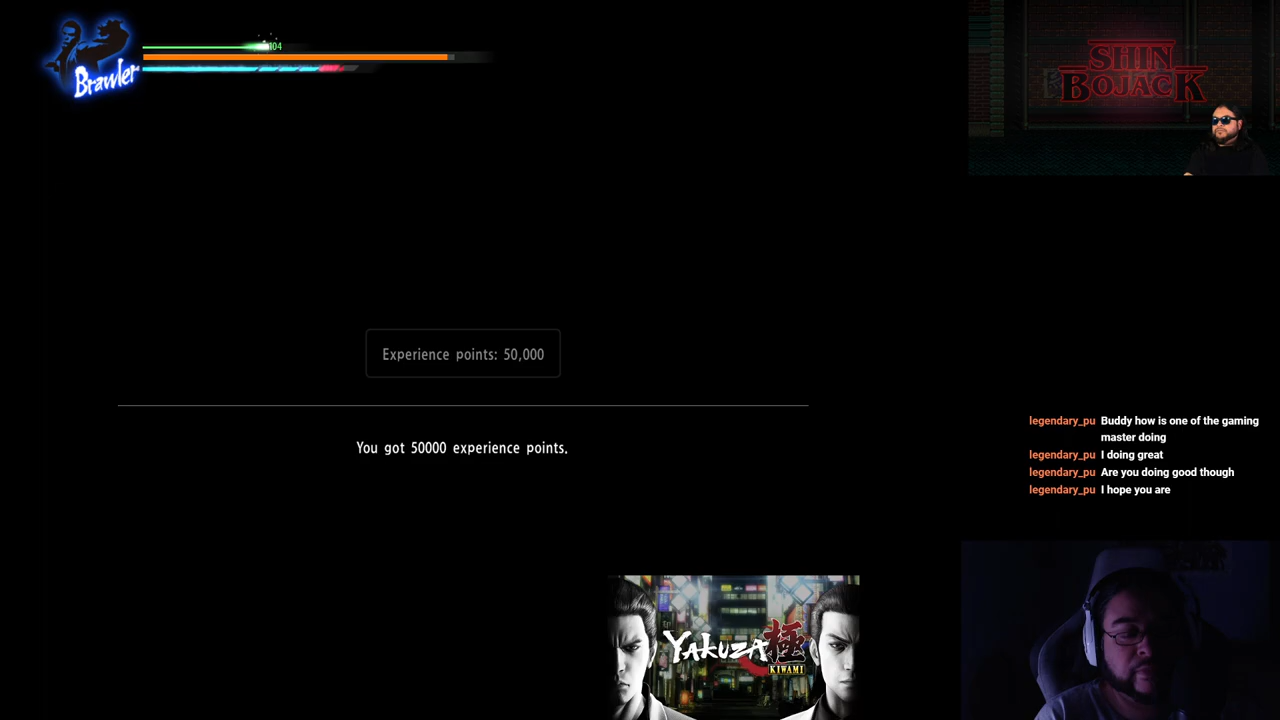 Brawler
104
SHIN
BOJACK
Experience points: 50,000
You got 50000 experience points.
legendary_pu Buddy how is one of the gaming
master doing
legendary_pu I doing great
legendary_pu Are you doing good though
legendary_pu I hope you are
YAKUZA 極
KIWAMI